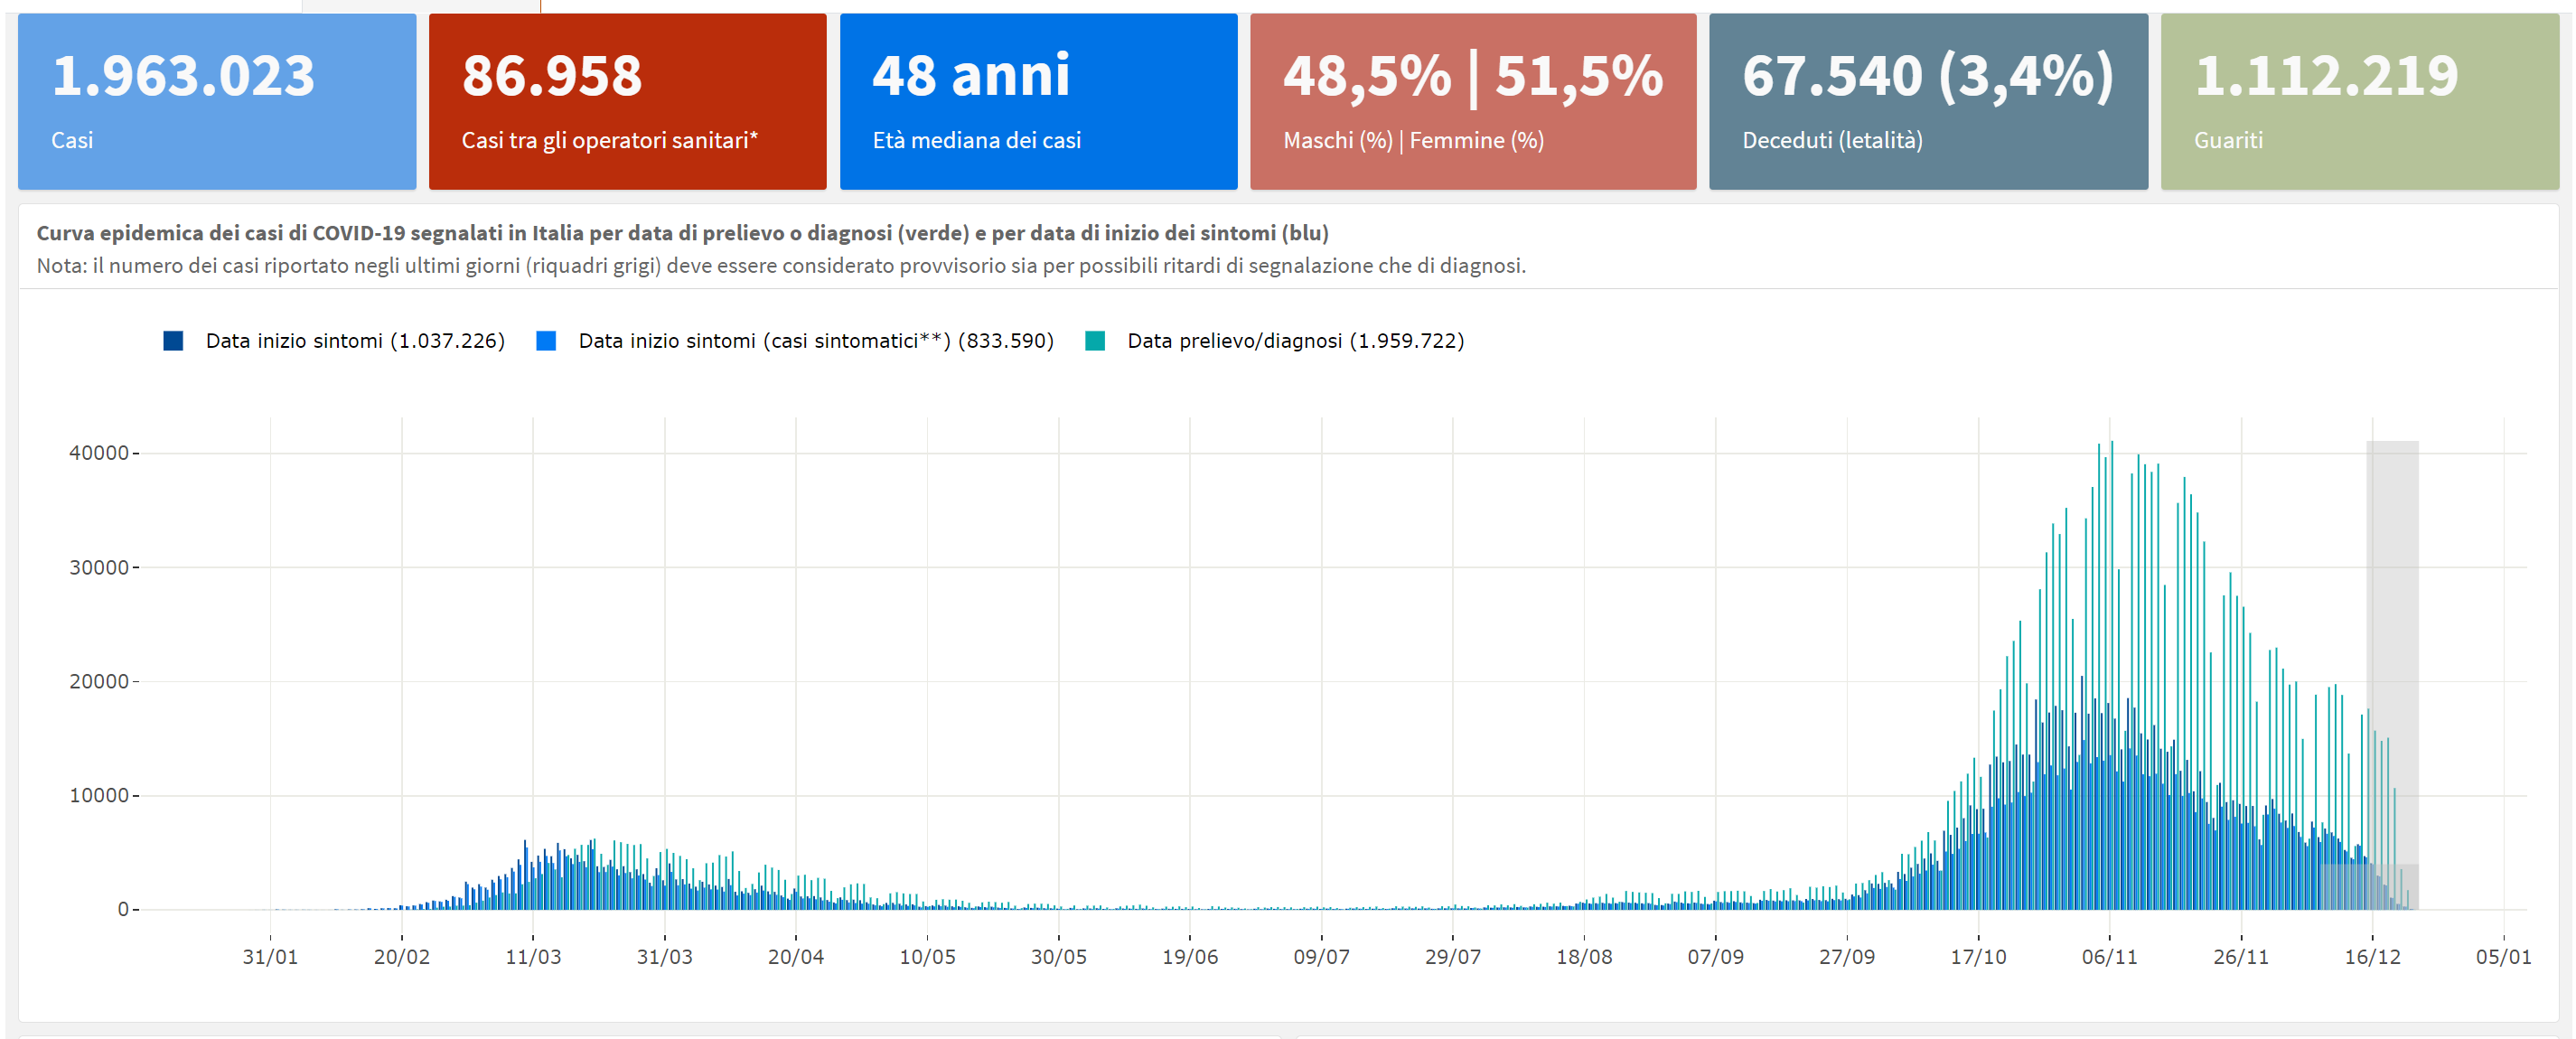 1.963.023
Casi
86.958
Casi tra gli operatori sanitari*
48 anni
Età mediana dei casi
48,5% | 51,5%
Maschi (%) | Femmine (%)
67.540 (3,4%)
Deceduti (letalità)
1.112.219
Guariti
Curva epidemica dei casi di COVID-19 segnalati in Italia per data di prelievo o diagnosi (verde) e per data di inizio dei sintomi (blu)
Nota: il numero dei casi riportato negli ultimi giorni (riquadri grigi) deve essere considerato provvisorio sia per possibili ritardi di segnalazione che di diagnosi.
Data inizio sintomi (1.037.226) Data inizio sintomi (casi sintomatici**) (833.590) Data prelievo/diagnosi (1.959.722)
40000
30000
20000
10000
0
31/01 20/02 11/03 31/03 20/04 10/05 30/05 19/06 09/07 29/07 18/08 07/09 27/09 17/10 06/11 26/11 16/12 05/01